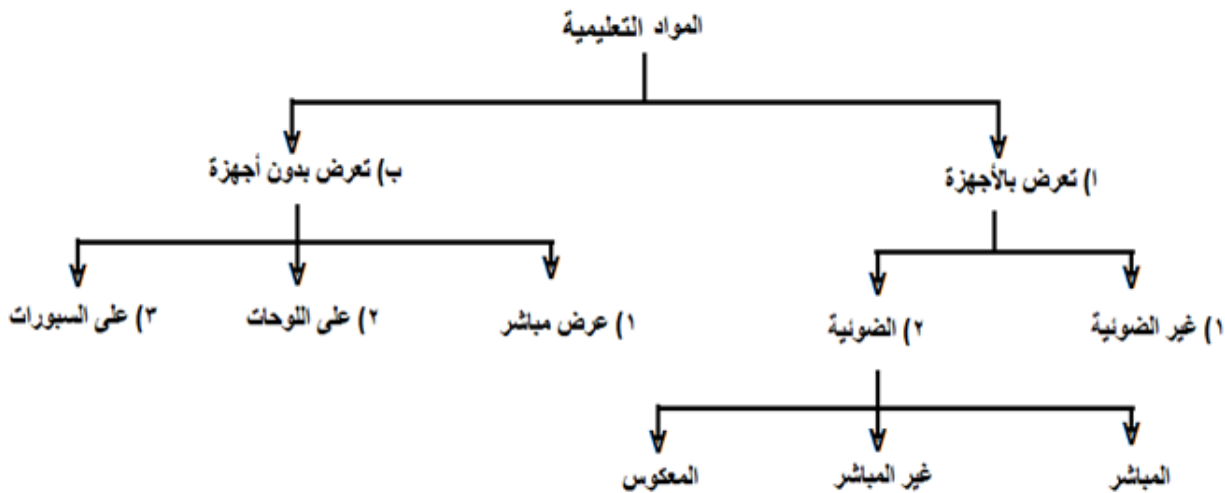 المواد التعليمية
ا) تعرض بالأجهزة
ب) تعرض بدون أجهزة
١) غير الضوئية
٢) الضوئية
١) عرض مباشر
٢) على اللوحات
٣) على السبورات
المباشر
غير المباشر
المعكوس